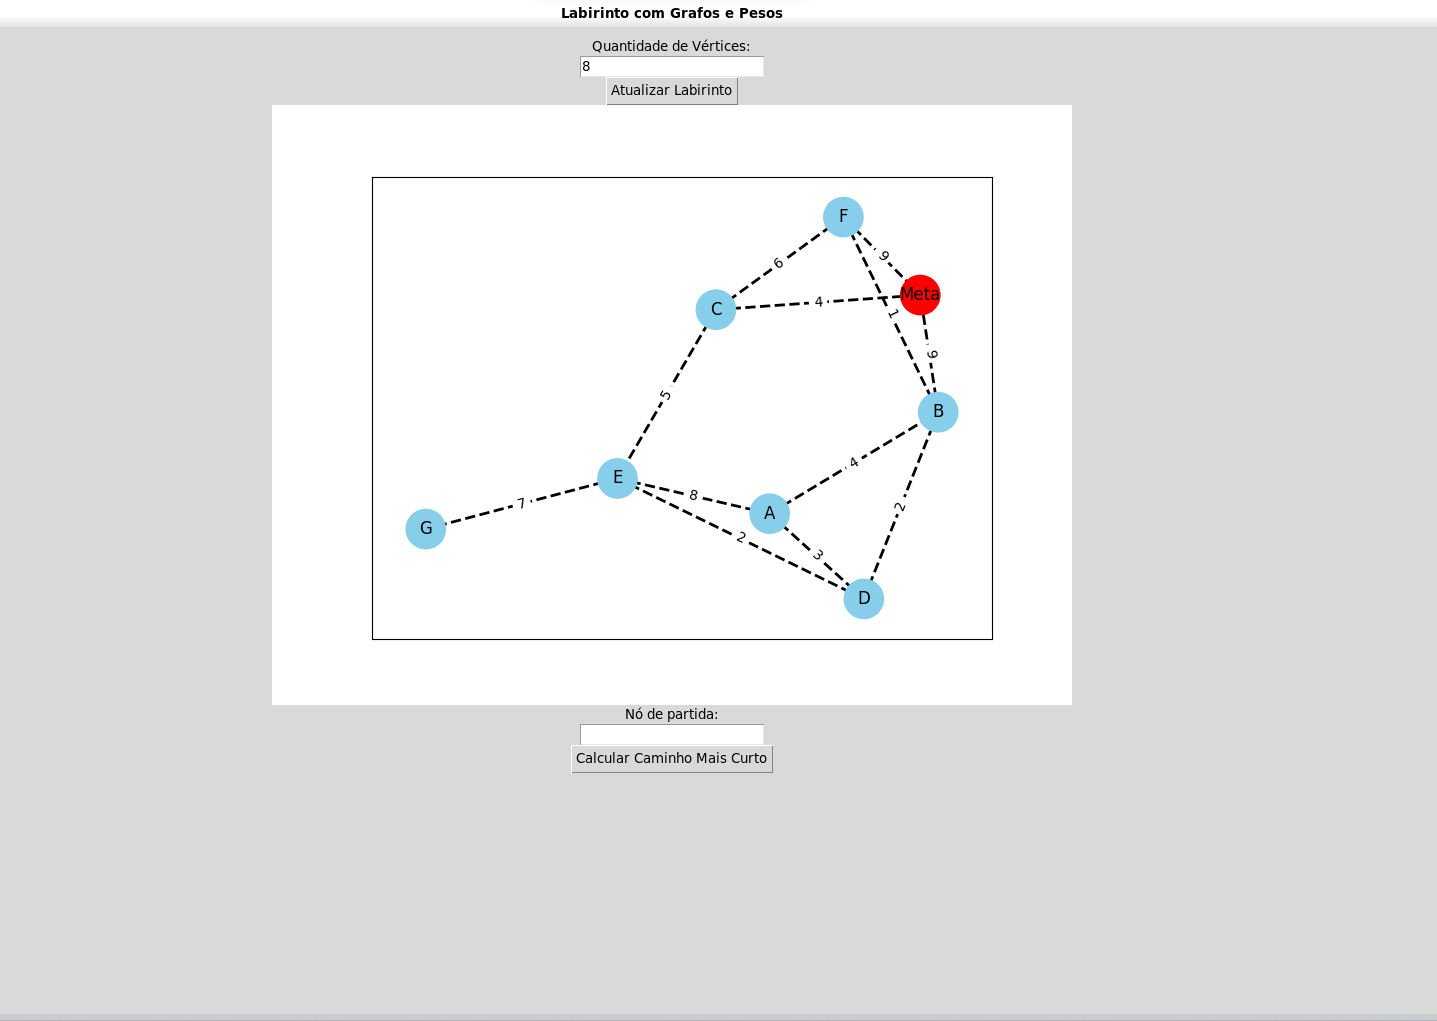 Labirinto com Grafos e Pesos
Quantidade de Vértices:
8
Atualizar Labirinto
F
6
9
C
4
Meta
1
9
5
B
4
E
8
7
2
A
2
G
3
D
Nó de partida:
Calcular Caminho Mais Curto